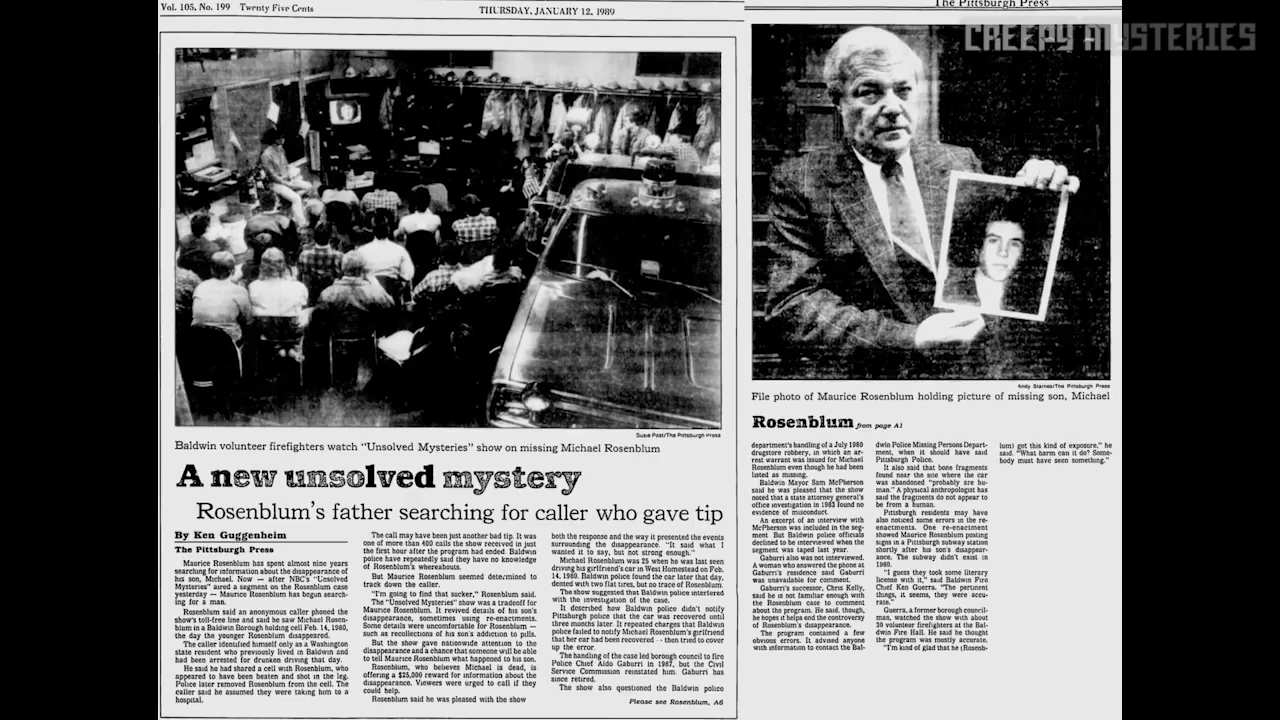 Vol. 105, No. 199 Twenty Five Cents
THURSDAY, JANUARY 12, 1989
The Pittsburgh Press
CREEPY MYSTERIES
Susie Post/The Pittsburgh Press
Baldwin volunteer firefighters watch "Unsolved Mysteries" show on missing Michael Rosenblum
A new unsolved mystery
Rosenblum's father searching for caller who gave tip
By Ken Guggenheim
The Pittsburgh Press
Maurice Rosenblum has spent almost nine years
searching for information about the disappearance of
his son, Michael. Now — after NBC's "Unsolved
Mysteries" aired a segment on the Rosenblum case
yesterday — Maurice Rosenblum has begun search-
ing for a man.
Rosenblum said an anonymous caller phoned the
show's toll-free line and said he saw Michael Rosen-
blum in a Baldwin Borough holding cell Feb. 14, 1980,
the day the younger Rosenblum disappeared.
The caller identified himself only as a Washington
state resident who previously lived in Baldwin and
had been arrested for drunken driving that day.
He said he had shared a cell with Rosenblum, who
appeared to have been beaten and shot in the leg.
Police later removed Rosenblum from the cell. The
caller said he assumed they were taking him to a
hospital.
The call may have been just another bad tip. It was
one of more than 400 calls the show received in just
the first hour after the program had ended. Baldwin
police have repeatedly said they have no knowledge
of Rosenblum's whereabouts.
But Maurice Rosenblum seemed determined to
track down the caller.
"I'm going to find that sucker," Rosenblum said.
The "Unsolved Mysteries" show was a tradeoff for
Maurice Rosenblum. It revived details of his son's
disappearance, sometimes using re-enactments.
Some details were uncomfortable for Rosenblum —
such as recollections of his son's addiction to pills.
But the show gave nationwide attention to the
disappearance and a chance that someone will be able
to tell Maurice Rosenblum what happened to his son.
Rosenblum, who believes Michael is dead, is
offering a $25,000 reward for information about the
disappearance. Viewers were urged to call if they
could help.
Rosenblum said he was pleased with the show
both the response and the way it presented the events
surrounding the disappearance. "It said what I
wanted it to say, but not strong enough."
Michael Rosenblum was 25 when he was last seen
driving his girlfriend's car in West Homestead on Feb.
14, 1980. Baldwin police found the car later that day,
dented with two flat tires, but no trace of Rosenblum.
The show suggested that Baldwin police interfered
with the investigation of the case.
It described how Baldwin police didn't notify
Pittsburgh police that the car was recovered until
three months later. It repeated charges that Baldwin
police failed to notify Michael Rosenblum's girlfriend
that her car had been recovered -- then tried to cover
up the error.
The handling of the case led borough council to fire
Police Chief Aldo Gaburri in 1987, but the Civil
Service Commission reinstated him. Gaburri has
since retired.
The show also questioned the Baldwin police
Please see Rosenblum, A6
Andy Starnes/The Pittsburgh Press
File photo of Maurice Rosenblum holding picture of missing son, Michael
Rosenblum from page A1
department's handling of a July 1980
drugstore robbery, in which an ar-
rest warrant was issued for Michael
Rosenblum even though he had been
listed as missing.
Baldwin Mayor Sam McPherson
said he was pleased that the show
noted that a state attorney general's
office investigation in 1983 found no
evidence of misconduct.
An excerpt of an interview with
McPherson was included in the seg-
ment But Baldwin police officials
declined to be interviewed when the
segment was taped last year.
Gaburri also was not interviewed.
A woman who answered the phone at
Gaburri's residence said Gaburri
was unavailable for comment.
Gaburri's successor, Chris Kelly,
said he is not familiar enough with
the Rosenblum case to comment
about the program. He said, though,
he hopes it helps end the controversy
of Rosenblum's disappearance.
The program contained a few
obvious errors. It advised anyone
with information to contact the Bal-
dwin Police Missing Persons Depart-
ment, when it should have said
Pittsburgh Police.
It also said that bone fragments
found near the site where the car
was abandoned "probably are hu-
man." A physical anthropologist has
said the fragments do not appear to
be from a human.
Pittsburgh residents may have
also noticed some errors in the re-
enactments. One re-enactment
showed Maurice Rosenblum posting
signs in a Pittsburgh subway station
shortly after his son's disappear-
ance. The subway didn't exist in
1980.
"I guess they took some literary
license with it," said Baldwin Fire
Chief Ken Guerra. "The pertinent
things, it seems, they were accu-
rate."
Guerra, a former borough council-
man, watched the show with about
30 volunteer firefighters at the Bal-
dwin Fire Hall. He said he thought
the program was mostly accurate.
"I'm kind of glad that he (Rosenb-
lum) got this kind of exposure," he
said. "What harm can it do? Some-
body must have seen something."